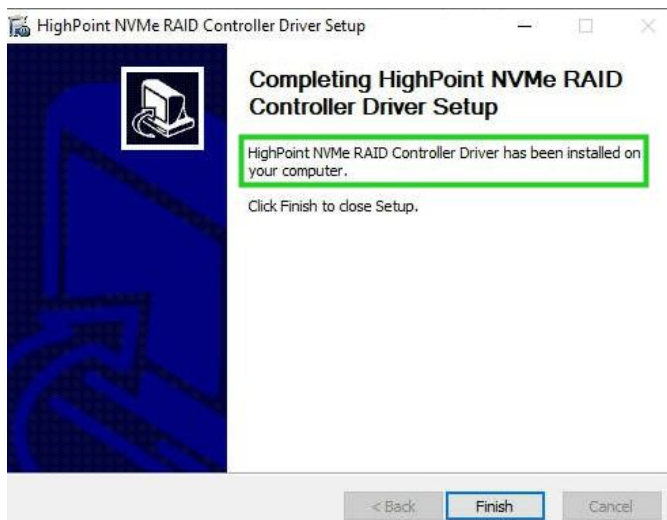 HighPoint NVMe RAID Controller Driver Setup
Completing HighPoint NVMe RAID
Controller Driver Setup
HighPoint NVMe RAID Controller Driver has been installed on
your computer.
Click Finish to close Setup.
< Back Finish Cancel